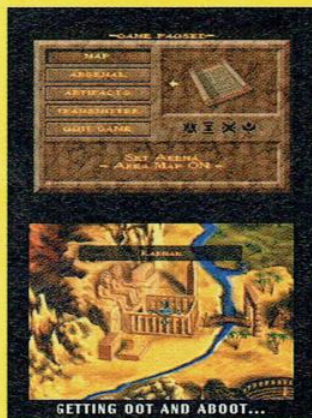 GAME PAUSED
MAP
ARSENAL
ARTIFACTS
TRANSMITTER
QUIT GAME
SET ARENA
~ AREA MAP ON ~
KARNAK
GETTING OOT AND ABOOT...